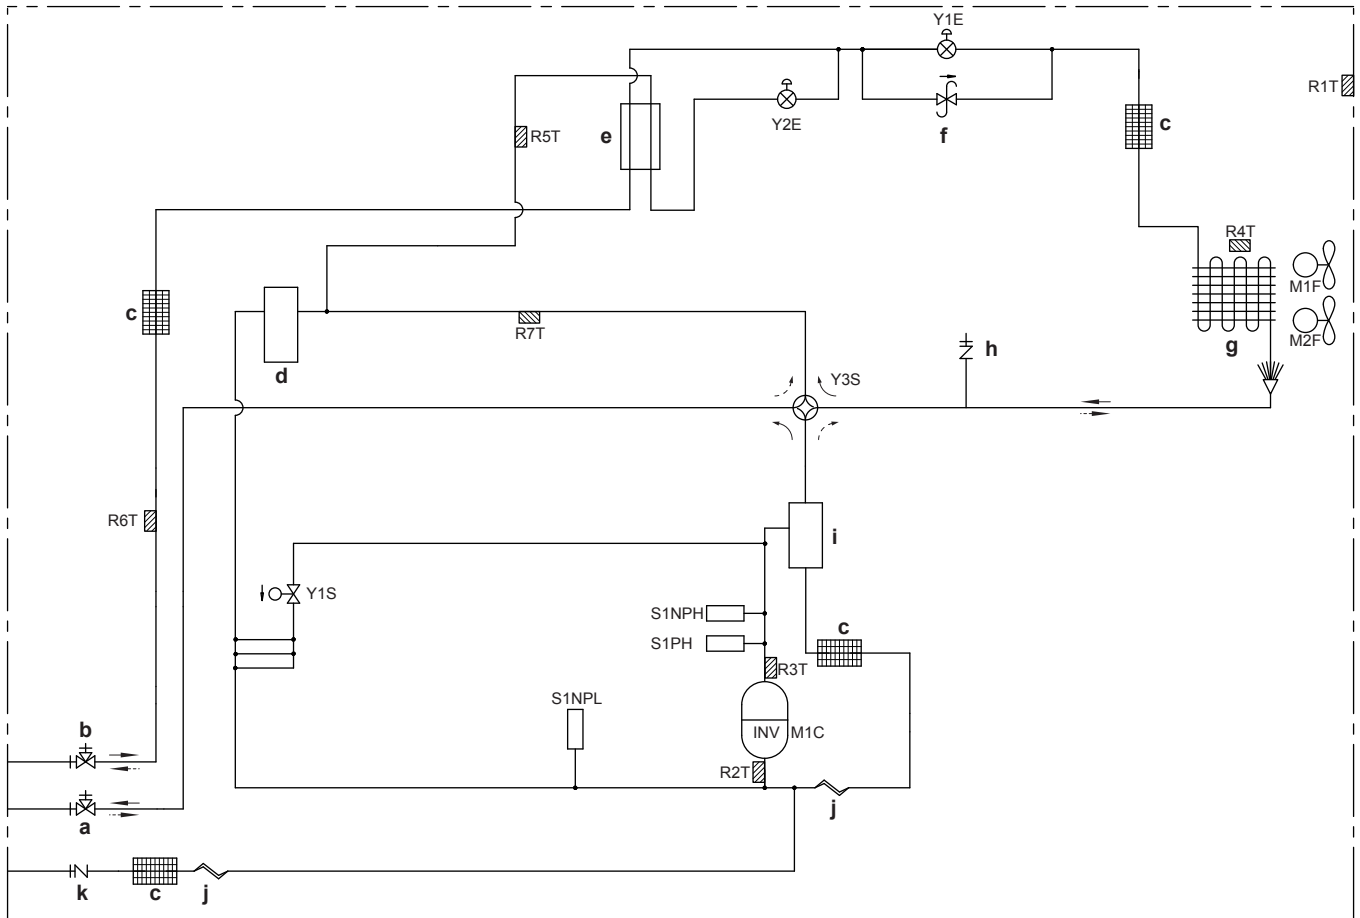 Y1E
R1T
Y2E
f
c
e
R5T
R4T
M1F
M2F
g
c
R7T
d
h
Y3S
R6T
i
Y1S
S1NPH
S1PH
c
R3T
S1NPL
INV
M1C
R2T
b
a
j
k
c
j